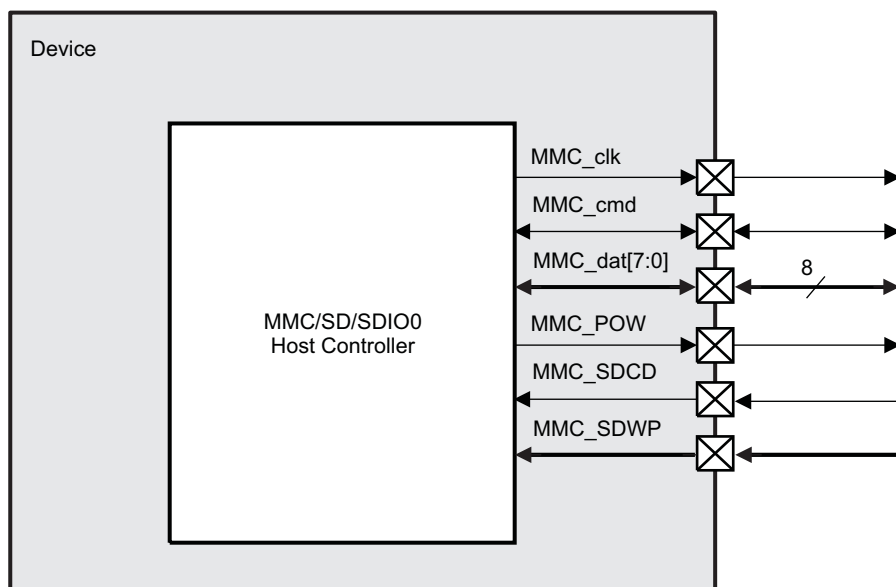 Device
MMC_clk
MMC_cmd
MMC_dat[7:0]
8
MMC/SD/SDIO0
Host Controller
MMC_POW
MMC_SDCD
MMC_SDWP